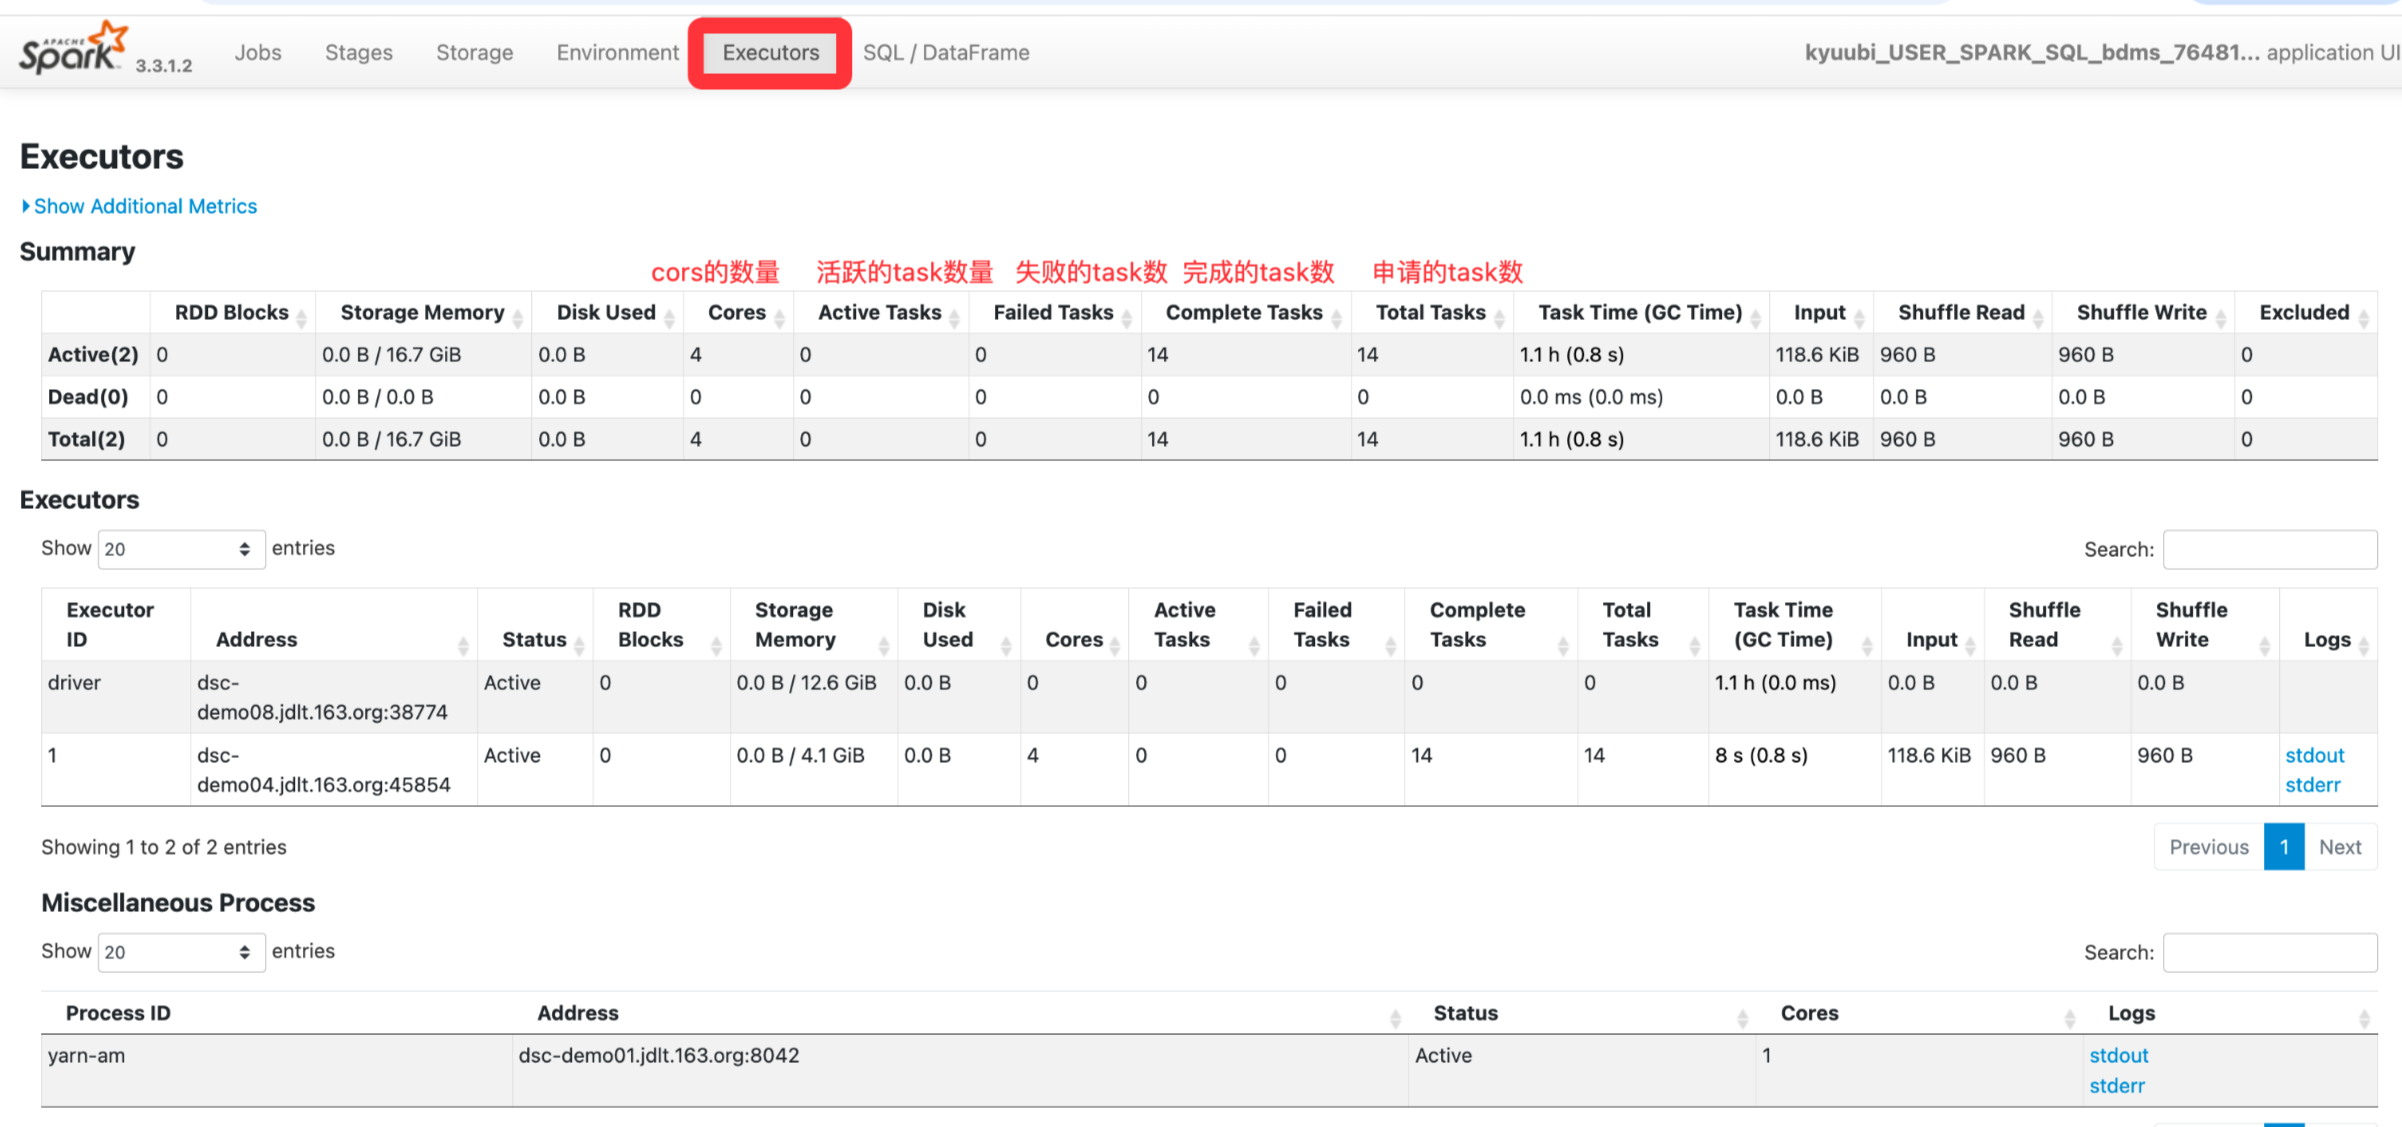 APACHE Spark 3.3.1.2 Jobs Stages Storage Environment Executors SQL / DataFrame kyuubi_USER_SPARK_SQL_bdms_76481... application UI
Executors
Show Additional Metrics
Summary
cors的数量 活跃的task数量 失败的task数 完成的task数 申请的task数
RDD Blocks Storage Memory Disk Used Cores Active Tasks Failed Tasks Complete Tasks Total Tasks Task Time (GC Time) Input Shuffle Read Shuffle Write Excluded
Active(2) 0 0.0 B / 16.7 GiB 0.0 B 4 0 0 14 14 1.1 h (0.8 s) 118.6 KiB 960 B 960 B 0
Dead(0) 0 0.0 B / 0.0 B 0.0 B 0 0 0 0 0 0.0 ms (0.0 ms) 0.0 B 0.0 B 0.0 B 0
Total(2) 0 0.0 B / 16.7 GiB 0.0 B 4 0 0 14 14 1.1 h (0.8 s) 118.6 KiB 960 B 960 B 0
Executors
Show 20 entries Search:
Executor ID Address Status RDD Blocks Storage Memory Disk Used Cores Active Tasks Failed Tasks Complete Tasks Total Tasks Task Time (GC Time) Input Shuffle Read Shuffle Write Logs
driver dsc- Active 0 0.0 B / 12.6 GiB 0.0 B 0 0 0 0 0 1.1 h (0.0 ms) 0.0 B 0.0 B 0.0 B
demo08.jdlt.163.org:38774
1 dsc- Active 0 0.0 B / 4.1 GiB 0.0 B 4 0 0 14 14 8 s (0.8 s) 118.6 KiB 960 B 960 B stdout
demo04.jdlt.163.org:45854 stderr
Showing 1 to 2 of 2 entries Previous 1 Next
Miscellaneous Process
Show 20 entries Search:
Process ID Address Status Cores Logs
yarn-am dsc-demo01.jdlt.163.org:8042 Active 1 stdout
stderr